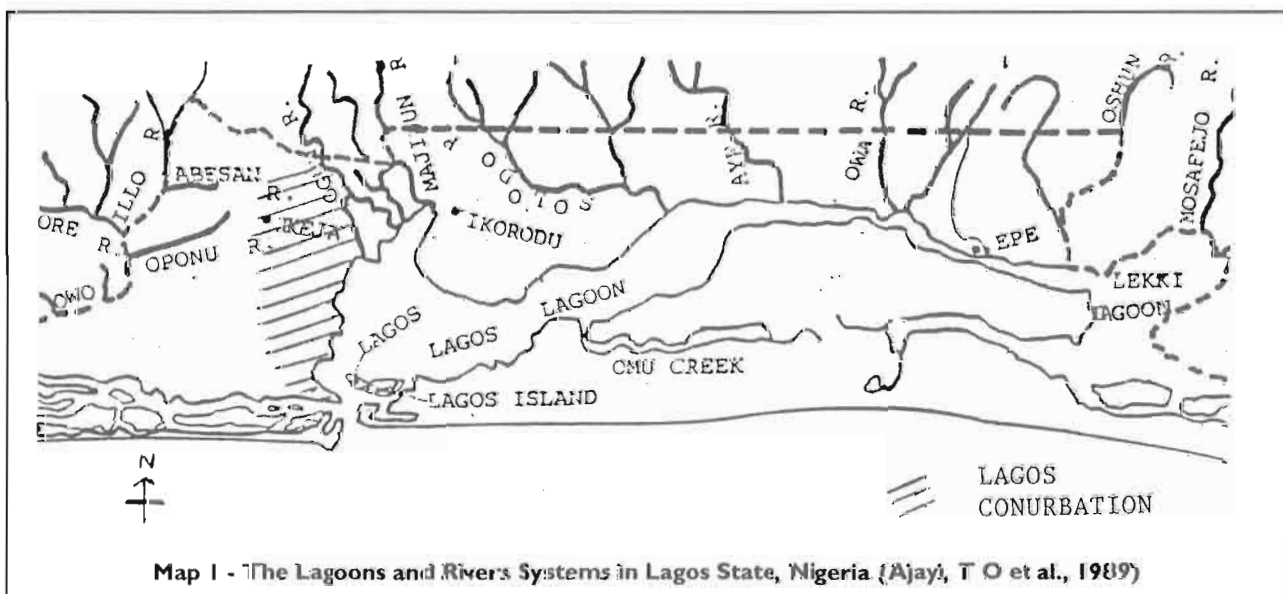 ORE R.
ILLO R
ABESAN R.
OPONU R.
OWO
IKEJA
OGUN R.
MAJIDUN R
IKORODU
AYE R.
OWA R.
OSHUN R.
MOSAFEJO R.
EPE
LEKKI
LAGOON
LAGOS
LAGOS LAGOON
OMU CREEK
LAGOS ISLAND
N
LAGOS
CONURBATION
Map 1 - The Lagoons and Rivers Systems in Lagos State, Nigeria (Ajayi, T O et al., 1989)